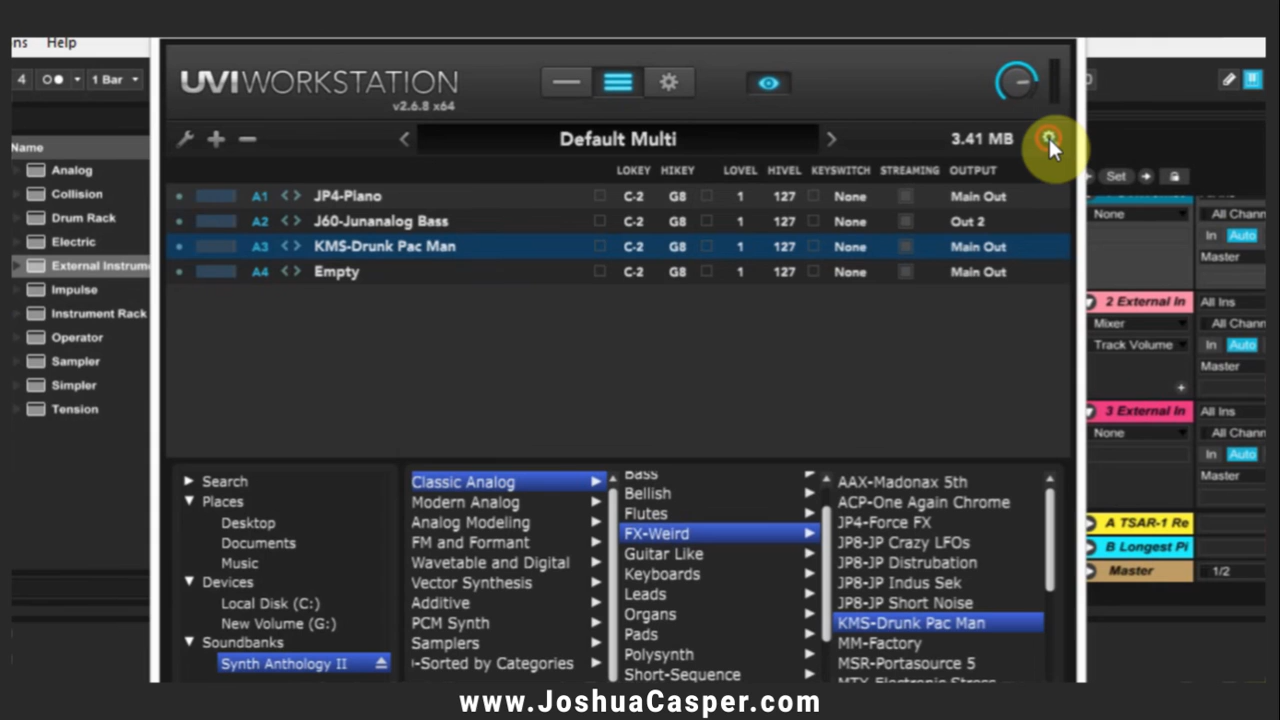 ns Help
UVIWORKSTATION
v2.6.8 x64
4 1 Bar
Default Multi 3.41 MB
Name
LOKEY HIKEY LOVEL HIVEL KEYSWITCH STREAMING OUTPUT
A1 JP4-Piano C-2 G8 1 127 None Main Out
A2 J60-Junanalog Bass C-2 G8 1 127 None Out 2
A3 KMS-Drunk Pac Man C-2 G8 1 127 None Main Out
A4 Empty C-2 G8 1 127 None Main Out
Analog
Collision
Drum Rack
Electric
External Instrum
Impulse
Instrument Rack
Operator
Sampler
Simpler
Tension
Set
None All Chann
In Auto
Master
2 External In All Ins
Mixer All Chann
Track Volume In Auto
Master
3 External In All Ins
None All Chann
In Auto
Master
A TSAR-1 Re
B Longest Pi
Master 1/2
Search
Places
Desktop
Documents
Music
Devices
Local Disk (C:)
New Volume (G:)
Soundbanks
Synth Anthology II
Classic Analog
Modern Analog
Analog Modeling
FM and Formant
Wavetable and Digital
Vector Synthesis
Additive
PCM Synth
Samplers
-Sorted by Categories
Bass
Bellish
Flutes
FX-Weird
Guitar Like
Keyboards
Leads
Organs
Pads
Polysynth
Short-Sequence
AAX-Madonax 5th
ACP-One Again Chrome
JP4-Force FX
JP8-JP Crazy LFOs
JP8-JP Distrubation
JP8-JP Indus Sek
JP8-JP Short Noise
KMS-Drunk Pac Man
MM-Factory
MSR-Portasource 5
MTX-Electronic Stress
www.JoshuaCasper.com